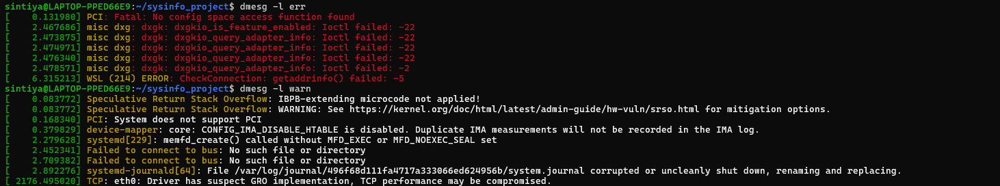 sintiya@LAPTOP-PPED66E9:~/sysinfo_project$ dmesg -l err
[    0.131980] PCI: Fatal: No config space access function found
[    2.467686] misc dxg: dxgk: dxgkio_is_feature_enabled: Ioctl failed: -22
[    2.473875] misc dxg: dxgk: dxgkio_query_adapter_info: Ioctl failed: -22
[    2.474971] misc dxg: dxgk: dxgkio_query_adapter_info: Ioctl failed: -22
[    2.476340] misc dxg: dxgk: dxgkio_query_adapter_info: Ioctl failed: -22
[    2.478571] misc dxg: dxgk: dxgkio_query_adapter_info: Ioctl failed: -2
[    6.315213] WSL (214) ERROR: CheckConnection: getaddrinfo() failed: -5
sintiya@LAPTOP-PPED66E9:~/sysinfo_project$ dmesg -l warn
[    0.083772] Speculative Return Stack Overflow: IBPB-extending microcode not applied!
[    0.083772] Speculative Return Stack Overflow: WARNING: See https://kernel.org/doc/html/latest/admin-guide/hw-vuln/srso.html for mitigation options.
[    0.168340] PCI: System does not support PCI
[    0.379829] device-mapper: core: CONFIG_IMA_DISABLE_HTABLE is disabled. Duplicate IMA measurements will not be recorded in the IMA log.
[    2.279628] systemd[229]: memfd_create() called without MFD_EXEC or MFD_NOEXEC_SEAL set
[    2.452341] Failed to connect to bus: No such file or directory
[    2.709382] Failed to connect to bus: No such file or directory
[    2.892276] systemd-journald[64]: File /var/log/journal/496f68d111fa4717a333066ed624956b/system.journal corrupted or uncleanly shut down, renaming and replacing.
[ 2176.495020] TCP: eth0: Driver has suspect GRO implementation, TCP performance may be compromised.